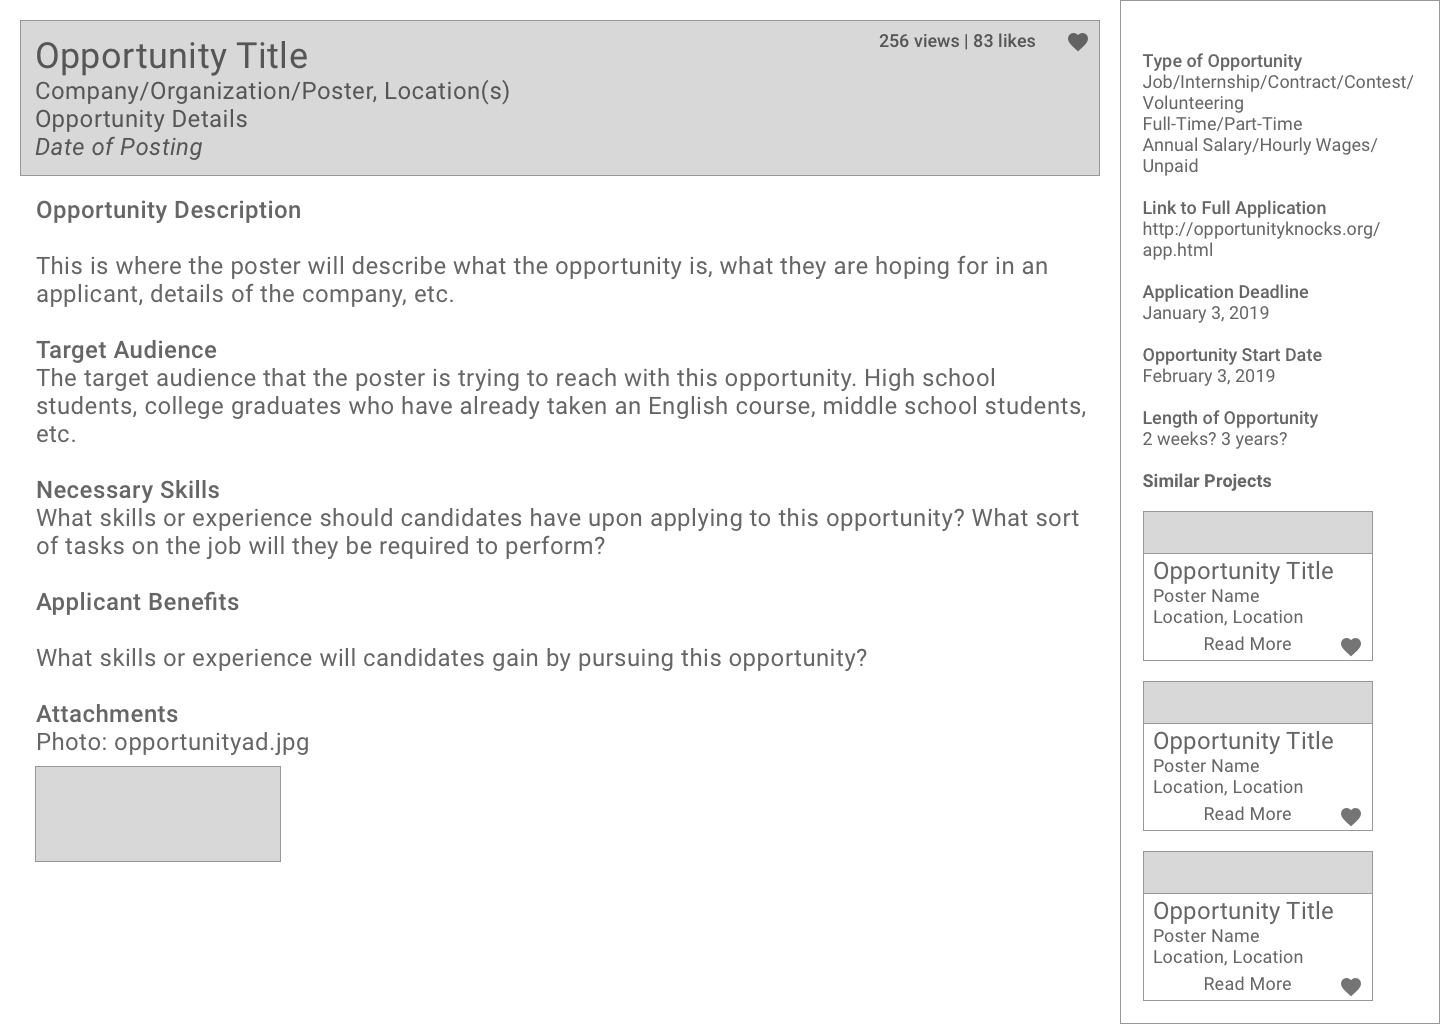 Opportunity Title
256 views | 83 likes
Company/Organization/Poster, Location(s)
Opportunity Details
Date of Posting
Opportunity Description
This is where the poster will describe what the opportunity is, what they are hoping for in an
applicant, details of the company, etc.
Target Audience
The target audience that the poster is trying to reach with this opportunity. High school
students, college graduates who have already taken an English course, middle school students,
etc.
Necessary Skills
What skills or experience should candidates have upon applying to this opportunity? What sort
of tasks on the job will they be required to perform?
Applicant Benefits
What skills or experience will candidates gain by pursuing this opportunity?
Attachments
Photo: opportunityad.jpg
Type of Opportunity
Job/Internship/Contract/Contest/
Volunteering
Full-Time/Part-Time
Annual Salary/Hourly Wages/
Unpaid
Link to Full Application
http://opportunityknocks.org/
app.html
Application Deadline
January 3, 2019
Opportunity Start Date
February 3, 2019
Length of Opportunity
2 weeks? 3 years?
Similar Projects
Opportunity Title
Poster Name
Location, Location
Read More
Opportunity Title
Poster Name
Location, Location
Read More
Opportunity Title
Poster Name
Location, Location
Read More